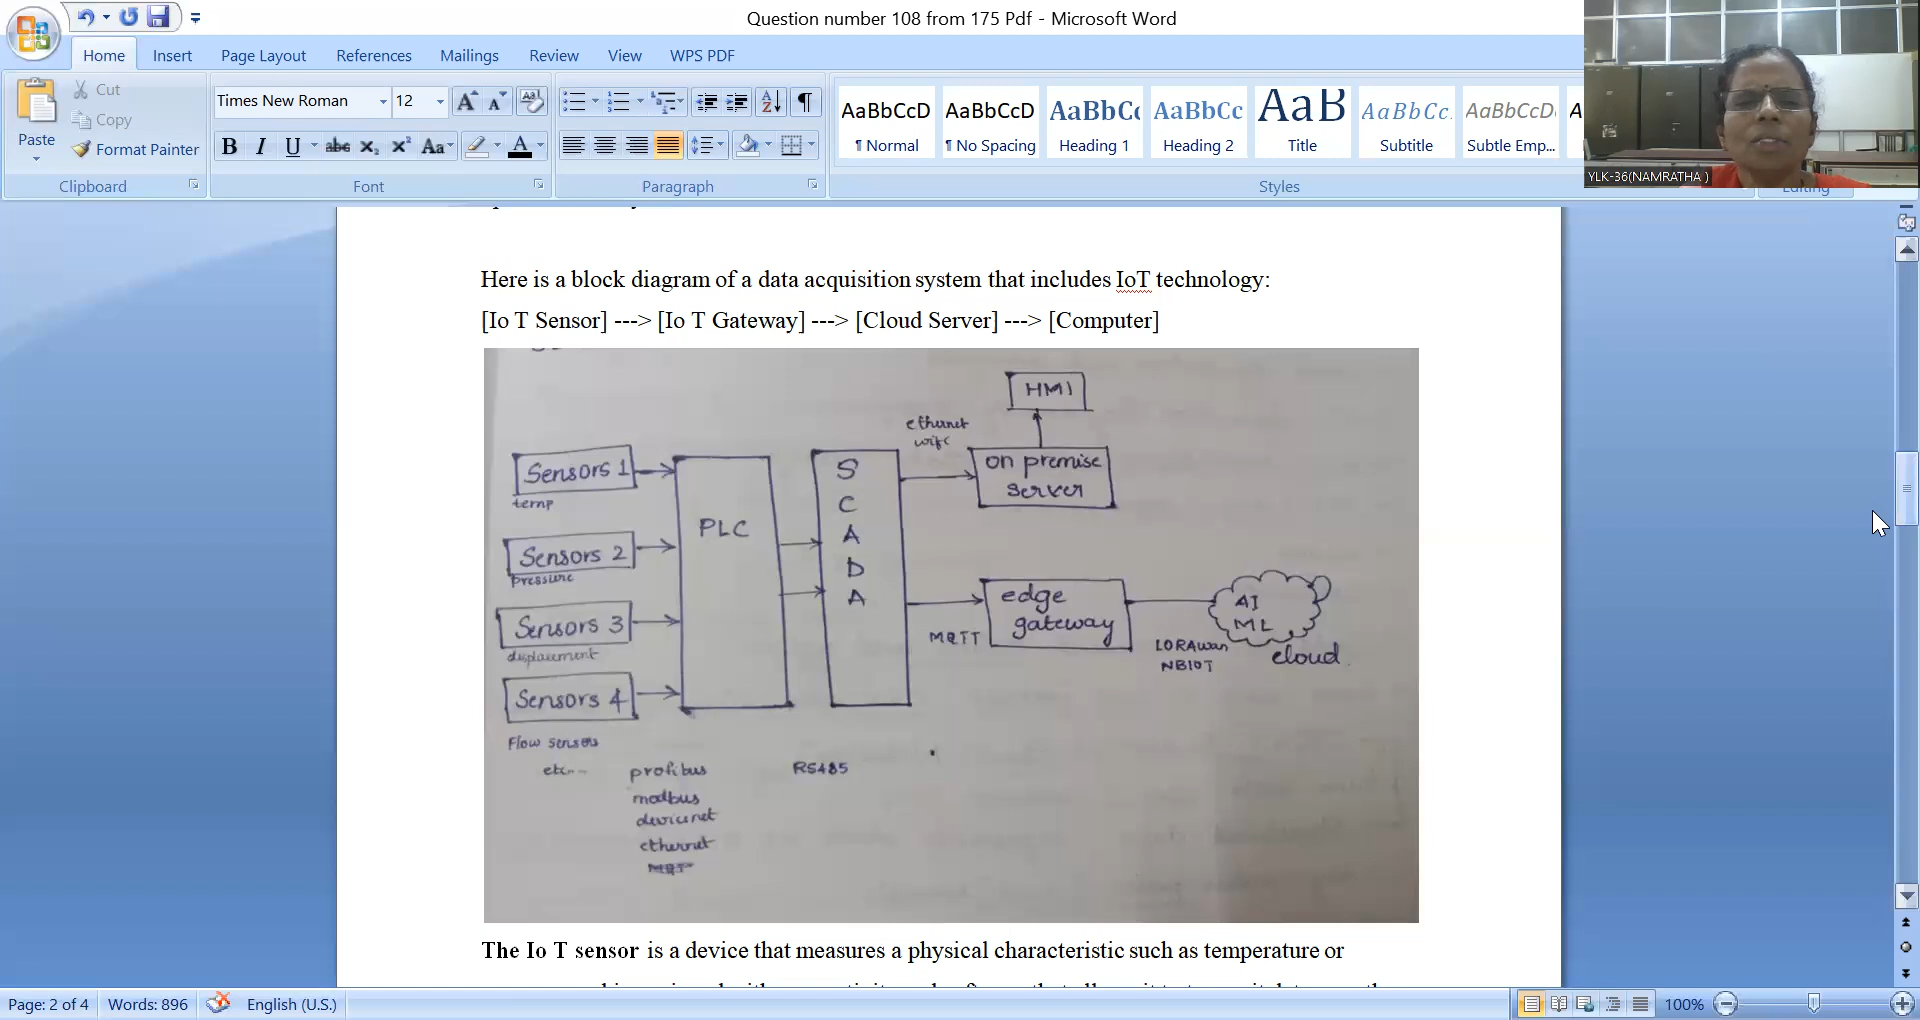 Question number 108 from 175 Pdf - Microsoft Word
Home Insert Page Layout References Mailings Review View WPS PDF
Paste
Cut
Copy
Format Painter
Clipboard
Times New Roman 12
Font
Paragraph
AaBbCcD AaBbCcD AaBbCc AaBbCc AaB AaBbCc. AaBbCcD
¶ Normal ¶ No Spacing Heading 1 Heading 2 Title Subtitle Subtle Emp...
Styles
Editing
YLK-36(NAMRATHA )
Here is a block diagram of a data acquisition system that includes IoT technology:
[Io T Sensor] ---> [Io T Gateway] ---> [Cloud Server] ---> [Computer]
HMI
ethernet
wifi
on premise
server
Sensors 1
temp
Sensors 2
pressure
Sensors 3
displacement
Sensors 4
Flow sensors
etc...
PLC
S
C
A
D
A
edge
gateway
MQTT
LORAwan
NBIOT
AI
ML
cloud
profibus
modbus
devicenet
ethernet
RS485
The Io T sensor is a device that measures a physical characteristic such as temperature or
Page: 2 of 4 Words: 896 English (U.S.) 100%